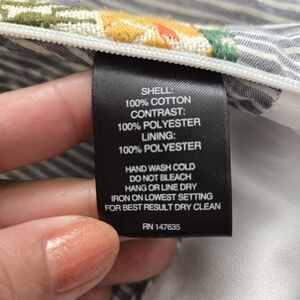 SHELL:
100% COTTON
CONTRAST:
100% POLYESTER
LINING:
100% POLYESTER
HAND WASH COLD
DO NOT BLEACH
HANG OR LINE DRY
IRON ON LOWEST SETTING
FOR BEST RESULT DRY CLEAN
RN 147635